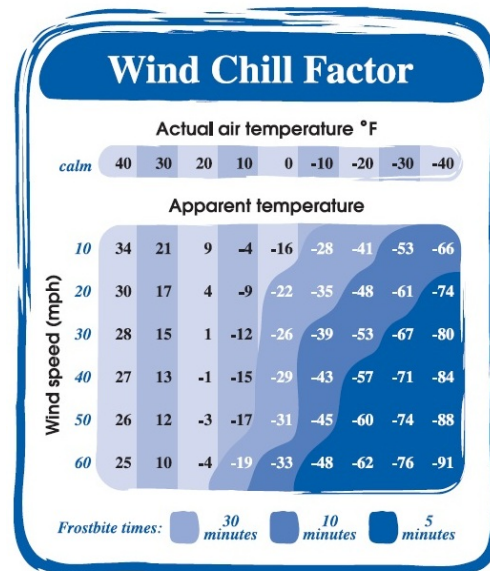 Wind Chill Factor
Actual air temperature °F
calm 40 30 20 10 0 -10 -20 -30 -40
Apparent temperature
Wind speed (mph)
10 34 21 9 -4 -16 -28 -41 -53 -66
20 30 17 4 -9 -22 -35 -48 -61 -74
30 28 15 1 -12 -26 -39 -53 -67 -80
40 27 13 -1 -15 -29 -43 -57 -71 -84
50 26 12 -3 -17 -31 -45 -60 -74 -88
60 25 10 -4 -19 -33 -48 -62 -76 -91
Frostbite times: 30 minutes 10 minutes 5 minutes